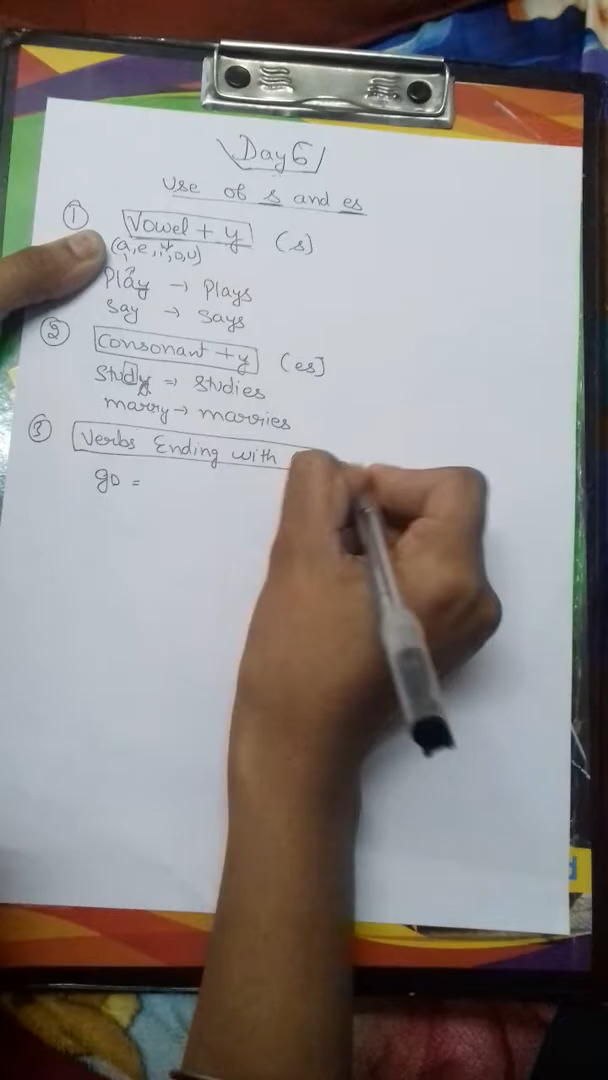 Day 6
Use of s and es
① Vowel + y (s)
(a, e, i, o, u)
Play → Plays
Say → Says
② Consonant + y (es)
Study => Studies
marry → marries
③ Verbs Ending with
go =